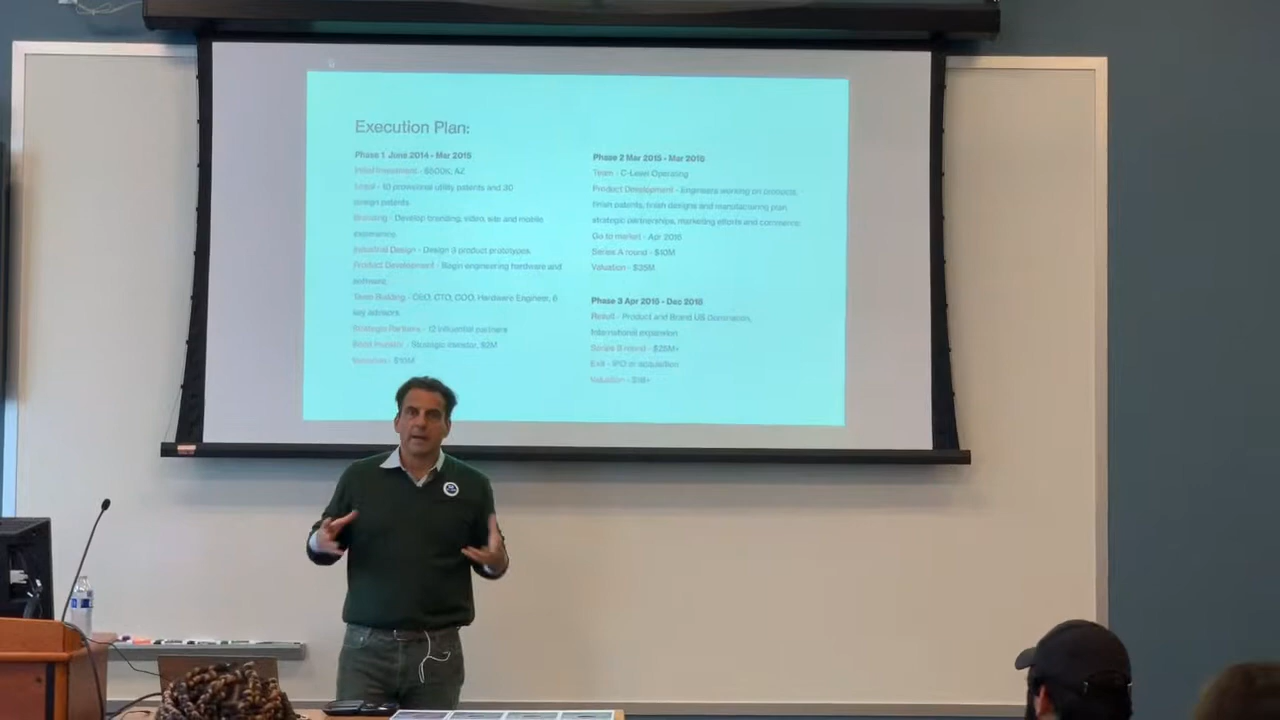 Execution Plan:
Phase 1 June 2014 - Mar 2015
Initial Investment - $500K, AZ
Legal - 10 provisional utility patents and 30
design patents
Branding - Develop branding, video, site and mobile
experience
Industrial Design - Design 3 product prototypes
Product Development - Begin engineering hardware and
software
Team Building - CEO, CTO, COO, Hardware Engineer, 6
key advisors
Strategic Partners - 12 influential partners
Seed Investor - Strategic investor, $2M
- $10M
Phase 2 Mar 2015 - Mar 2016
Team - C-Level Operating
Product Development - Engineers working on products,
finish patents, finish designs and manufacturing plan
strategic partnerships, marketing efforts and commerce
Go to market - Apr 2016
Series A round - $10M
Valuation - $35M
Phase 3 Apr 2016 - Dec 2018
Result - Product and Brand US Domination,
International expansion
Series B round - $25M+
Exit - IPO or acquisition
Valuation - $1B+